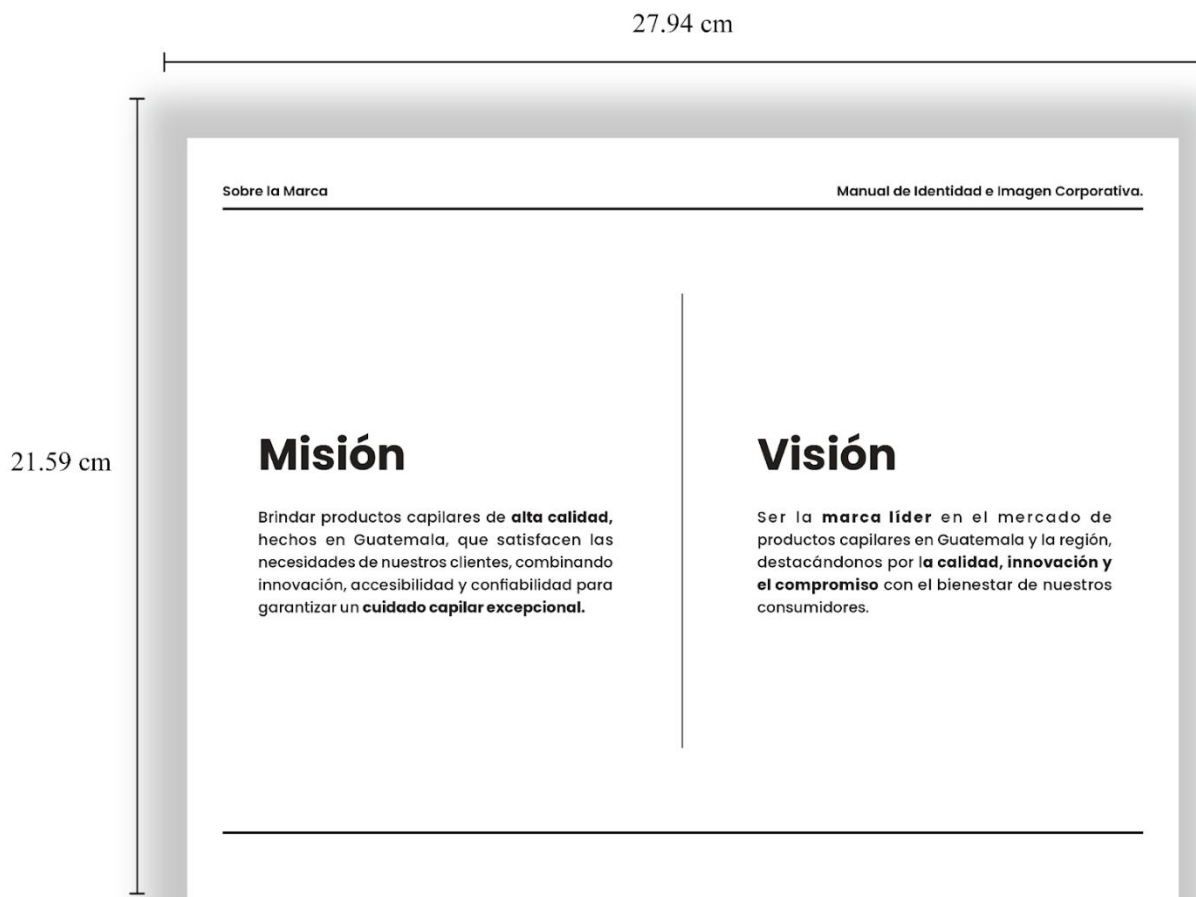 27.94 cm
21.59 cm
Sobre la Marca
Manual de Identidad e Imagen Corporativa.
Misión
Brindar productos capilares de alta calidad,
hechos en Guatemala, que satisfacen las
necesidades de nuestros clientes, combinando
innovación, accesibilidad y confiabilidad para
garantizar un cuidado capilar excepcional.
Visión
Ser la marca líder en el mercado de
productos capilares en Guatemala y la región,
destacándonos por la calidad, innovación y
el compromiso con el bienestar de nuestros
consumidores.